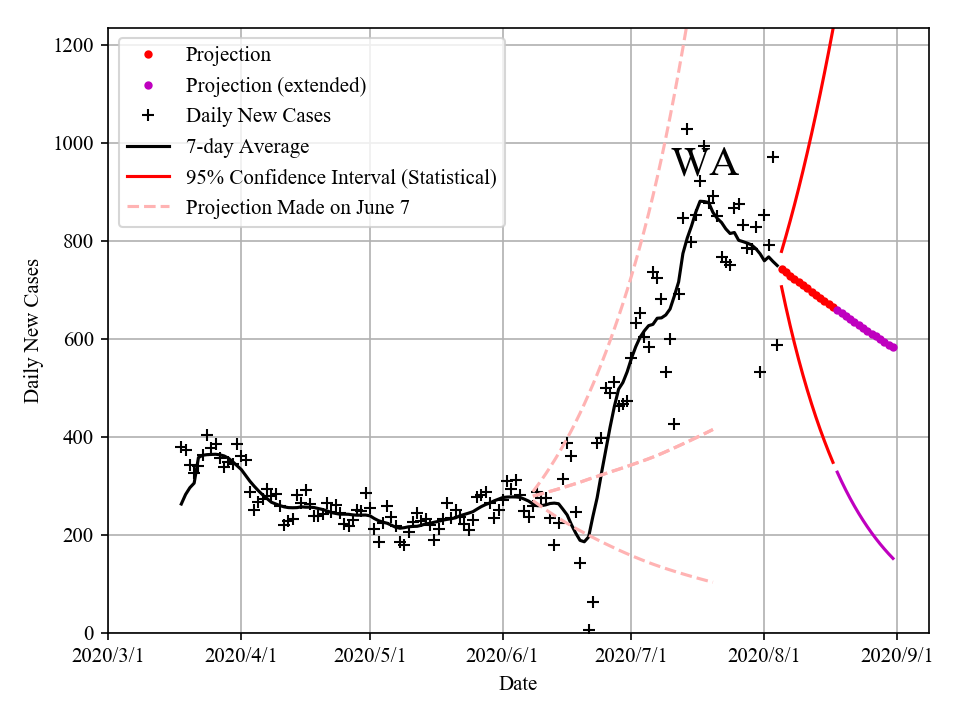 1200
1000
800
600
400
200
0
Daily New Cases
Projection
Projection (extended)
Daily New Cases
7-day Average
95% Confidence Interval (Statistical)
Projection Made on June 7
WA
2020/3/1 2020/4/1 2020/5/1 2020/6/1 2020/7/1 2020/8/1 2020/9/1
Date